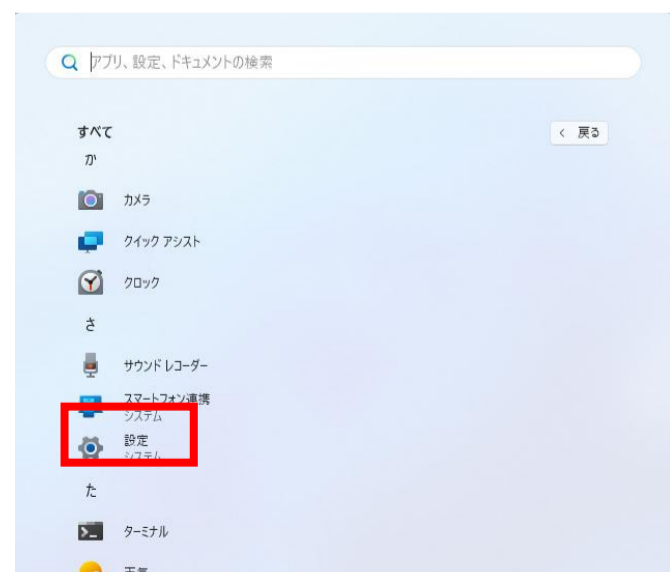 アプリ、設定、ドキュメントの検索
すべて
< 戻る
か
カメラ
クイック アシスト
クロック
さ
サウンド レコーダー
スマートフォン連携
システム
設定
システム
た
ターミナル
天気